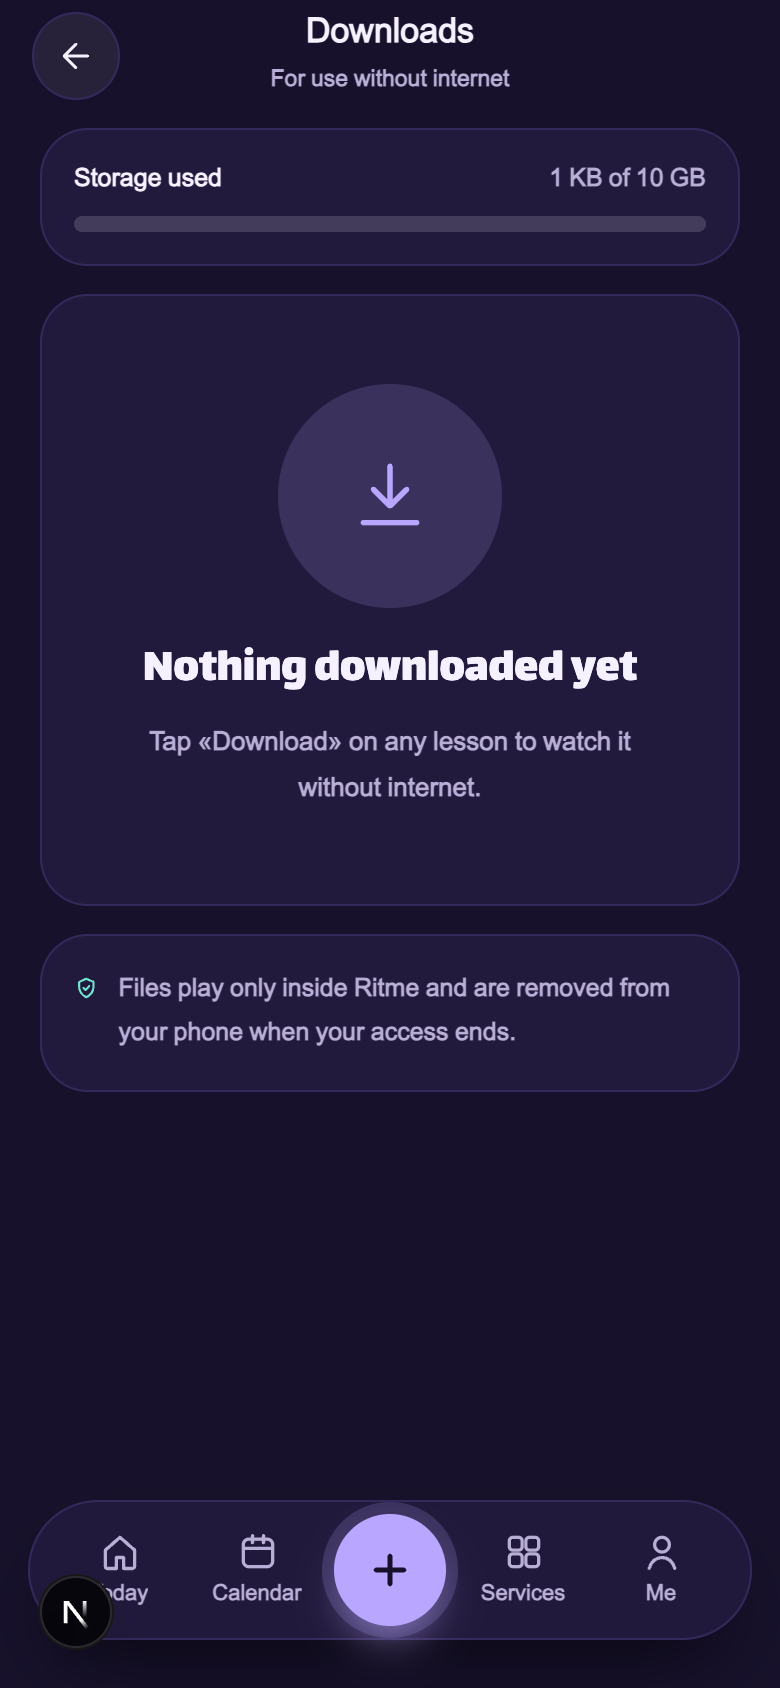 Downloads
For use without internet
Storage used
1 KB of 10 GB
Nothing downloaded yet
Tap «Download» on any lesson to watch it
without internet.
Files play only inside Ritme and are removed from
your phone when your access ends.
Calendar
Services
Me
N